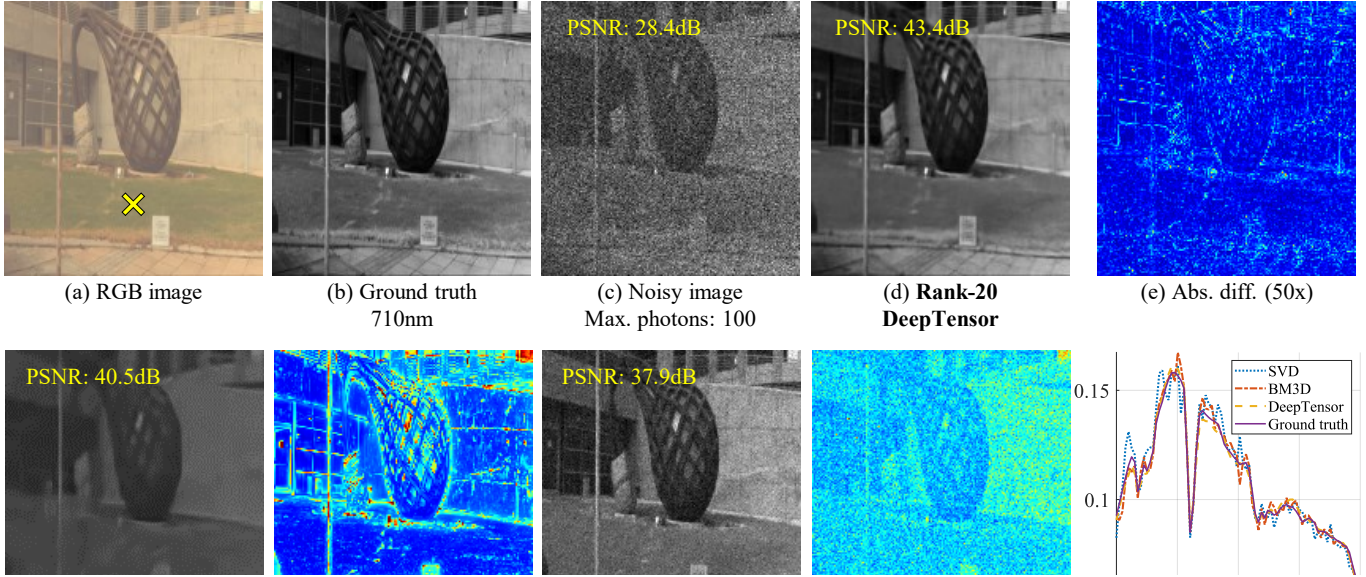 PSNR: 28.4dB
PSNR: 43.4dB
(a) RGB image
(b) Ground truth
710nm
(c) Noisy image
Max. photons: 100
(d) Rank-20
DeepTensor
(e) Abs. diff. (50x)
PSNR: 40.5dB
PSNR: 37.9dB
0.15
0.1
SVD
BM3D
DeepTensor
Ground truth